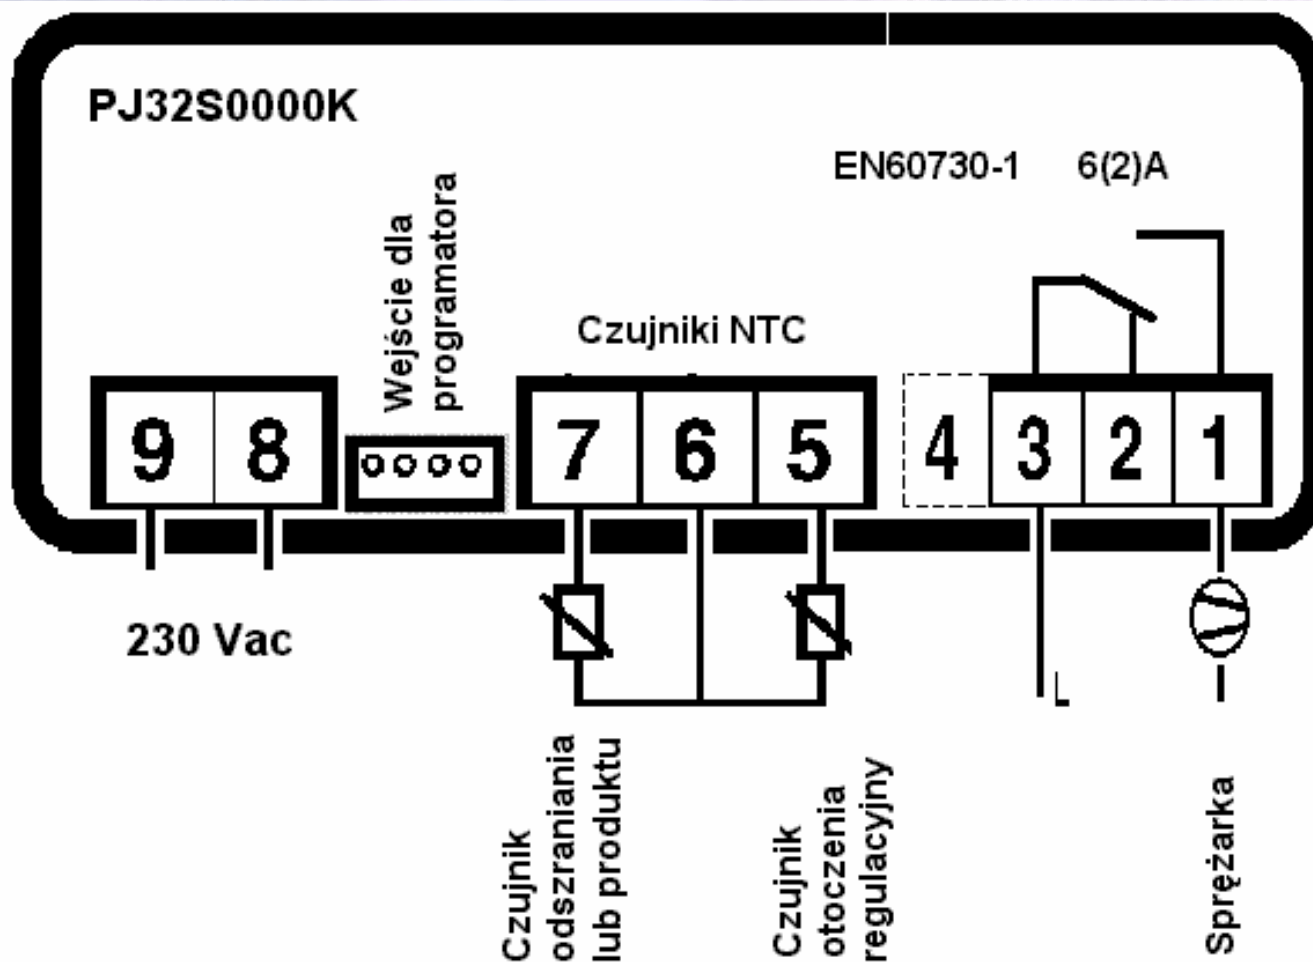 PJ32S0000K
EN60730-1 6(2)A
Wejście dla
programatora
Czujniki NTC
9 8 7 6 5 4 3 2 1
230 Vac
L
Czujnik
odszraniania
lub produktu
Czujnik
otoczenia
regulacyjny
Sprężarka